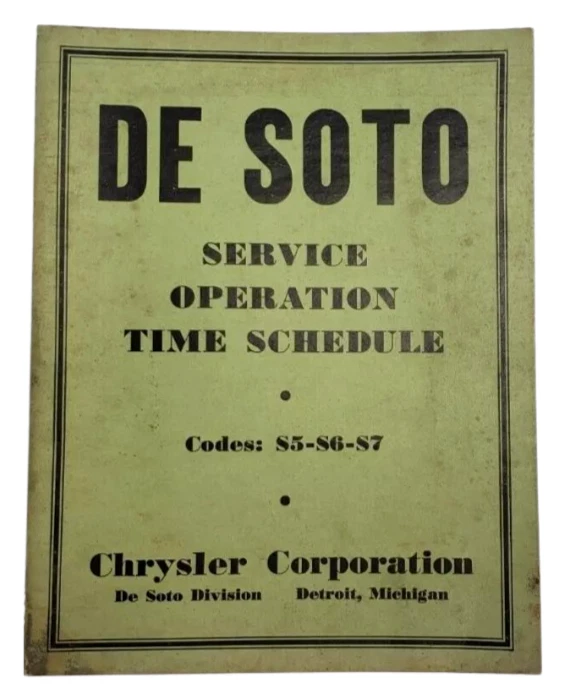 DE SOTO
SERVICE
OPERATION
TIME SCHEDULE
Codes: S5-S6-S7
Chrysler Corporation
De Soto Division Detroit, Michigan